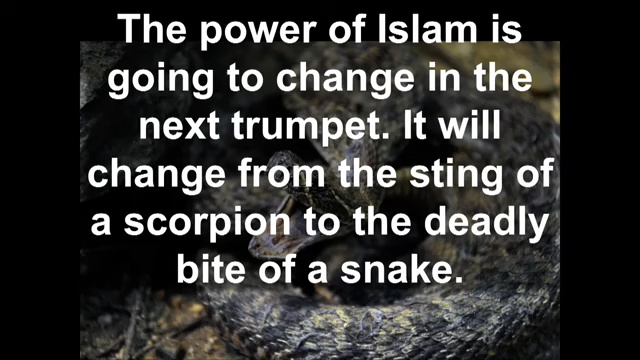 The power of Islam is
going to change in the
next trumpet. It will
change from the sting of
a scorpion to the deadly
bite of a snake.